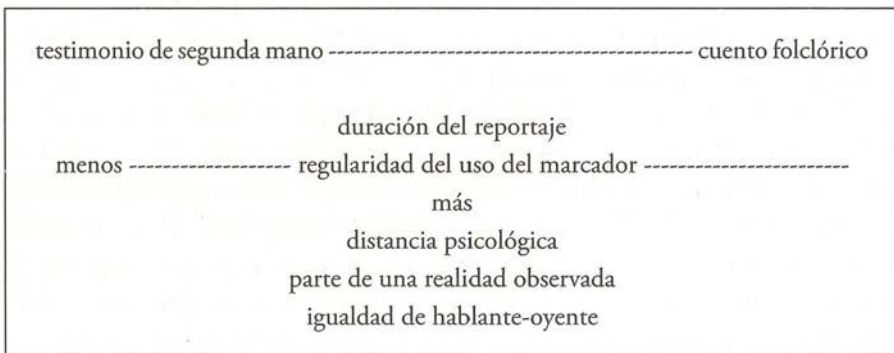 testimonio de segunda mano ---------------------------------------- cuento folclórico
duración del reportaje
menos ------------------ regularidad del uso del marcador -----------------------
más
distancia psicológica
parte de una realidad observada
igualdad de hablante-oyente